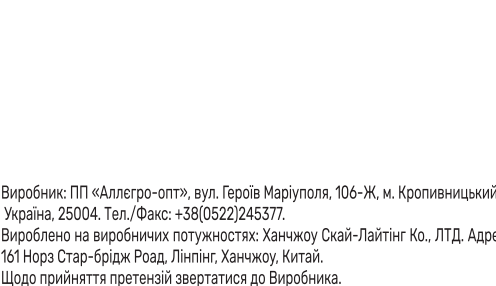 Виробник: ПП «Аллєгро-опт», вул. Героїв Маріуполя, 106-Ж, м. Кропивницький
Україна, 25004. Тел./Факс: +38(0522)245377.
Вироблено на виробничих потужностях: Ханчжоу Скай-Лайтінг Ко., ЛТД. Адре
161 Норз Стар-брідж Роад, Ліпінг, Ханчжоу, Китай.
Щодо прийняття претензій звертатися до Виробника.